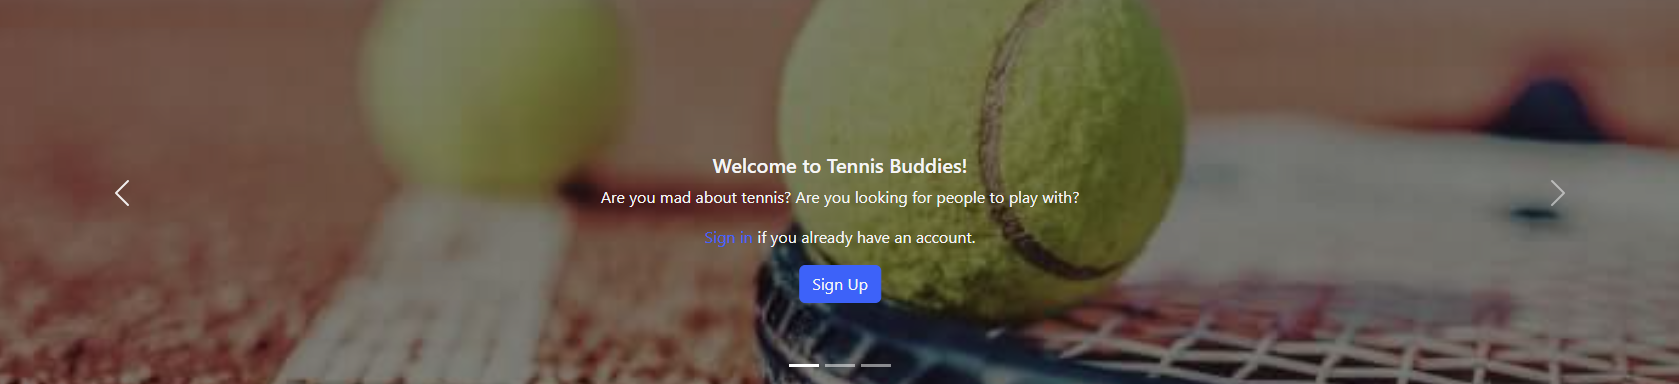 Welcome to Tennis Buddies!
Are you mad about tennis? Are you looking for people to play with?
Sign in if you already have an account.
Sign Up